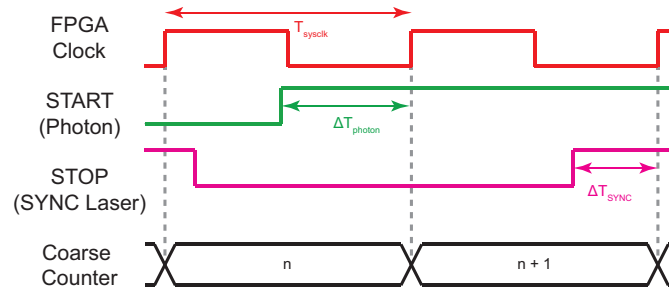 FPGA
Clock
T_sysclk
START
(Photon)
ΔT_photon
STOP
(SYNC Laser)
ΔT_SYNC
Coarse
Counter
n
n + 1